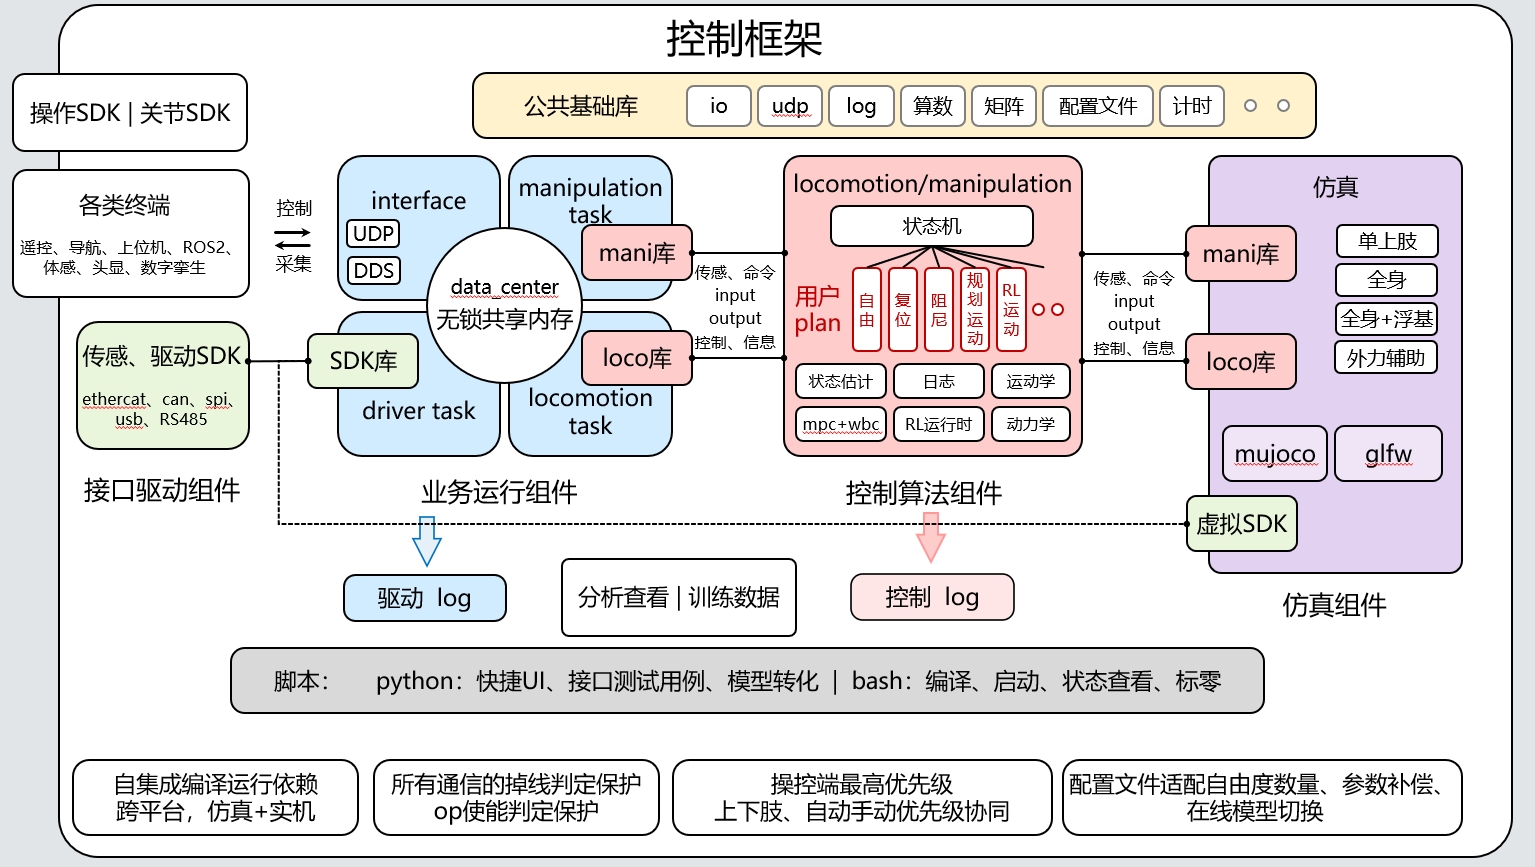 控制框架
操作SDK | 关节SDK
公共基础库
io
udp
log
算数
矩阵
配置文件
计时
各类终端
遥控、导航、上位机、ROS2、
体感、头显、数字孪生
控制
采集
interface
UDP
DDS
manipulation
task
mani库
data_center
无锁共享内存
SDK库
driver task
loco库
locomotion
task
传感、驱动SDK
ethercat、can、spi、
usb、RS485
传感、命令
input
output
控制、信息
locomotion/manipulation
状态机
用户
plan
自由
复位
阻尼
规划运动
RL运动
状态估计
日志
运动学
mpc+wbc
RL运行时
动力学
传感、命令
input
output
控制、信息
仿真
mani库
loco库
单上肢
全身
全身+浮基
外力辅助
mujoco
glfw
虚拟SDK
接口驱动组件
业务运行组件
控制算法组件
仿真组件
驱动 log
分析查看 | 训练数据
控制 log
脚本： python：快捷UI、接口测试用例、模型转化 | bash：编译、启动、状态查看、标零
自集成编译运行依赖
跨平台，仿真+实机
所有通信的掉线判定保护
op使能判定保护
操控端最高优先级
上下肢、自动手动优先级协同
配置文件适配自由度数量、参数补偿、
在线模型切换